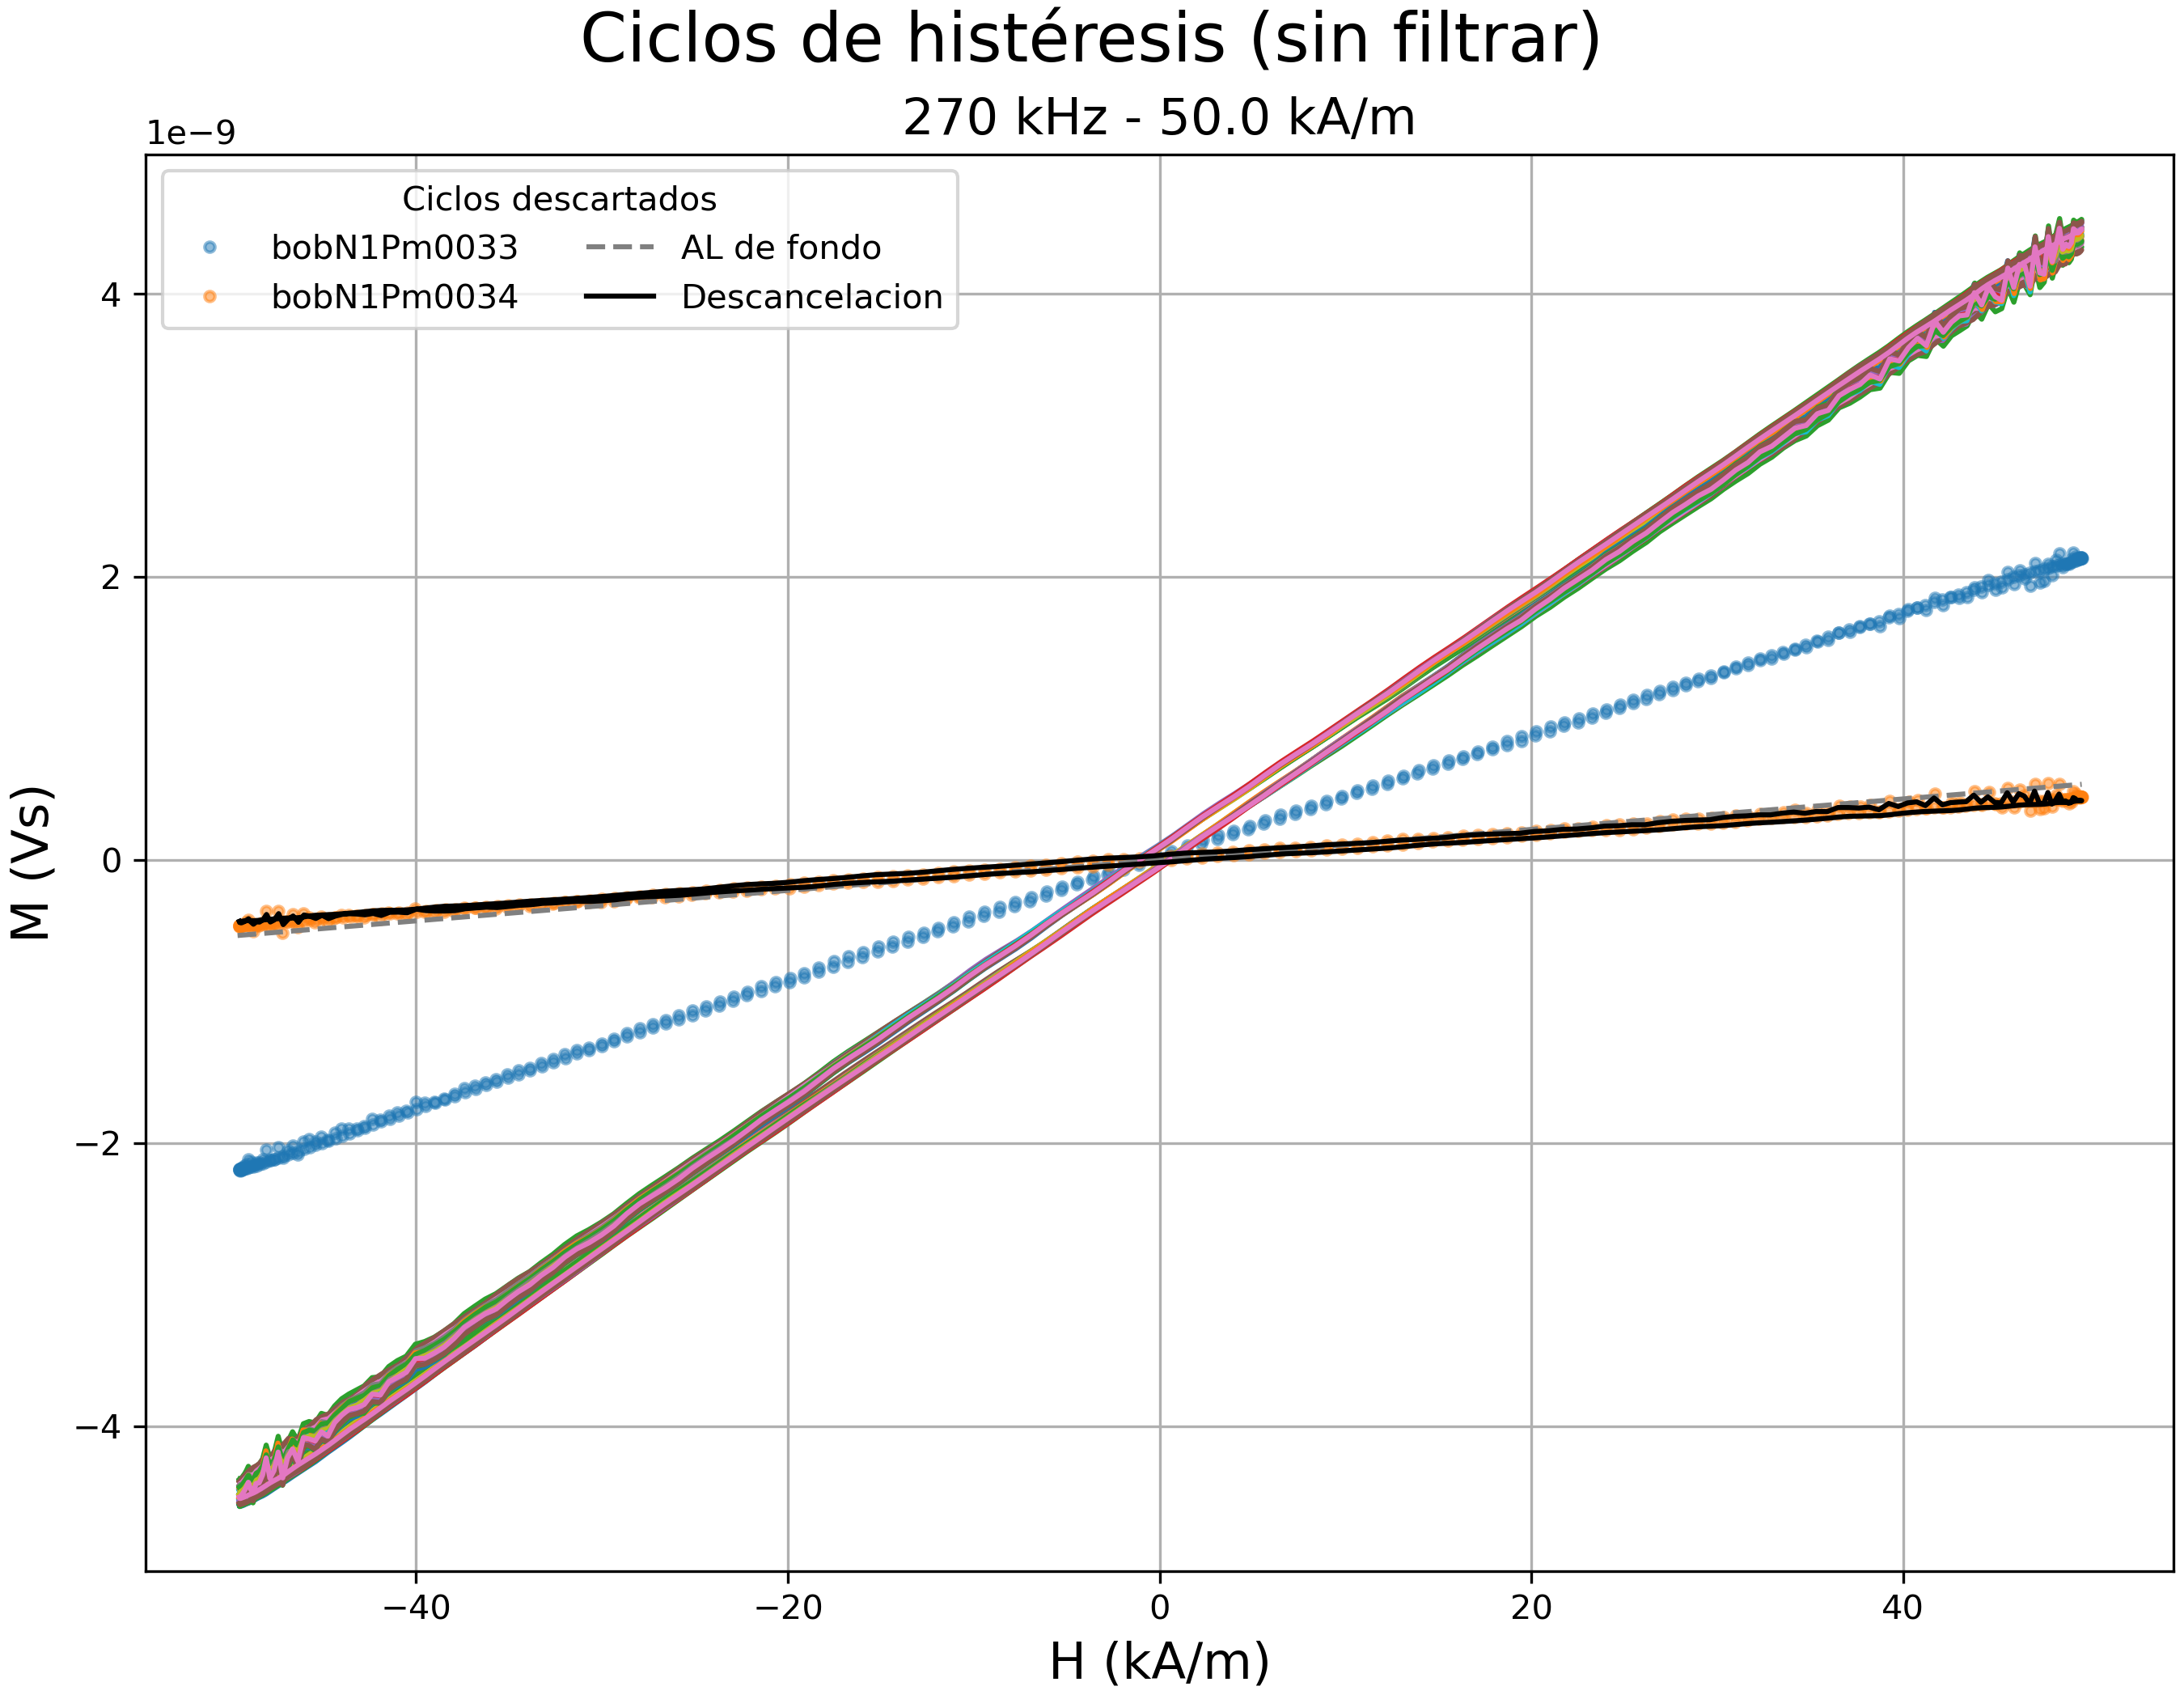 Ciclos de histéresis (sin filtrar)
270 kHz - 50.0 kA/m
1e−9
Ciclos descartados
bobN1Pm0033
bobN1Pm0034
AL de fondo
Descancelacion
4
2
0
−2
−4
M (Vs)
−40
−20
0
20
40
H (kA/m)